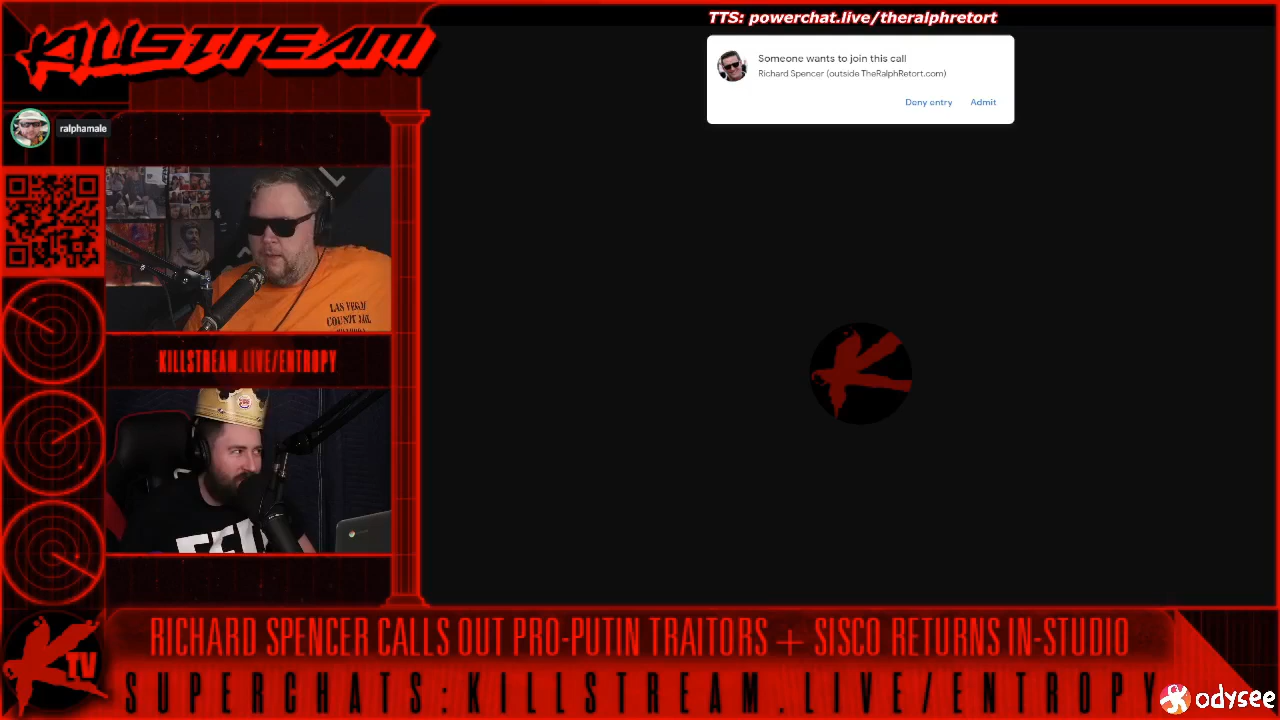 KILLSTREAM
TTS: powerchat.live/theralphretort
Someone wants to join this call
Richard Spencer (outside TheRalphRetort.com)
Deny entry
Admit
ralphamale
LAS VEGAS
COUNTY JAIL
KILLSTREAM.LIVE/ENTROPY
RICHARD SPENCER CALLS OUT PRO-PUTIN TRAITORS + SISCO RETURNS IN-STUDIO
K TV
SUPERCHATS:KILLSTREAM.LIVE/ENTROPY
odysee